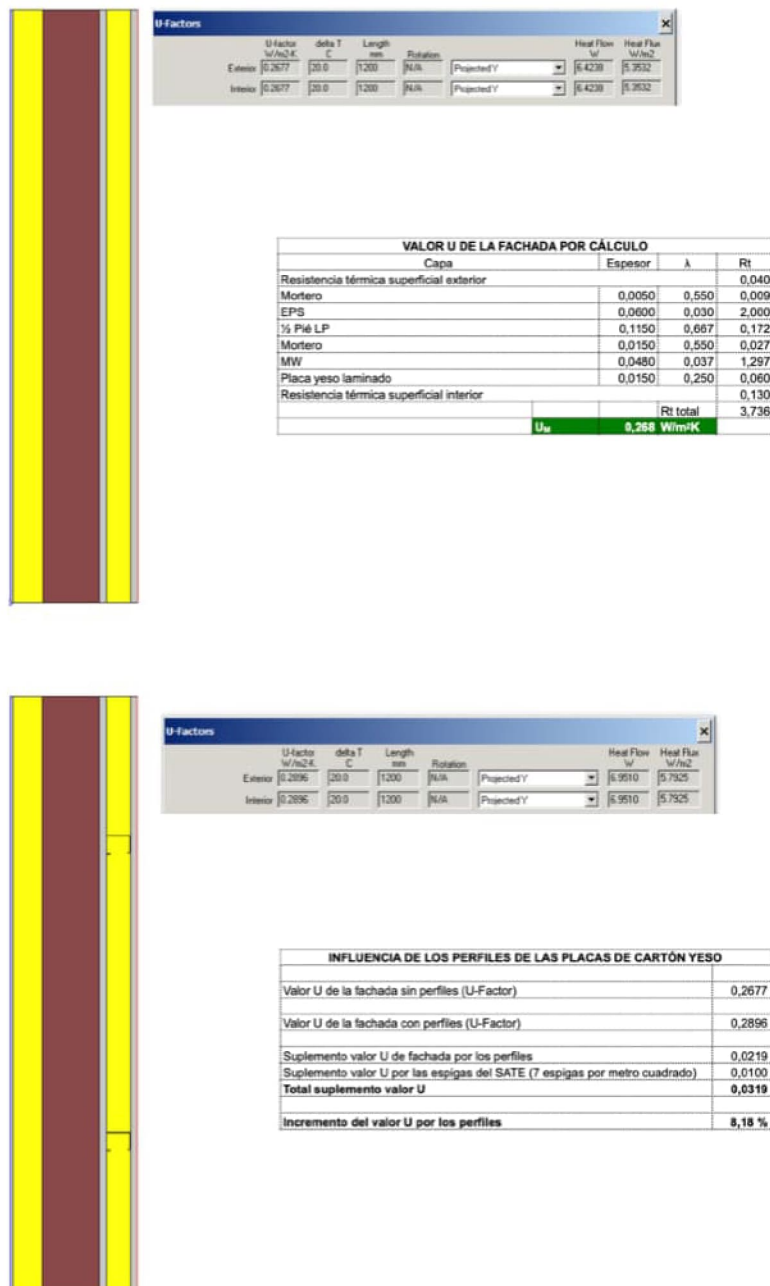 U-Factors
U-factor delta T Length Heat Flow Heat Flux
W/m2-K C mm Rotation W W/m2
Exterior 0.2677 20.0 1200 N/A Projected Y 6.4238 5.3532
Interior 0.2677 20.0 1200 N/A Projected Y 6.4238 5.3532
VALOR U DE LA FACHADA POR CÁLCULO
Capa Espesor λ Rt
Resistencia térmica superficial exterior 0,040
Mortero 0,0050 0,550 0,009
EPS 0,0600 0,030 2,000
½ Pié LP 0,1150 0,667 0,172
Mortero 0,0150 0,550 0,027
MW 0,0480 0,037 1,297
Placa yeso laminado 0,0150 0,250 0,060
Resistencia térmica superficial interior 0,130
Rt total 3,736
UM 0,268 W/m²K
U-Factors
U-factor delta T Length Heat Flow Heat Flux
W/m2-K C mm Rotation W W/m2
Exterior 0.2896 20.0 1200 N/A Projected Y 6.9510 5.7925
Interior 0.2896 20.0 1200 N/A Projected Y 6.9510 5.7925
INFLUENCIA DE LOS PERFILES DE LAS PLACAS DE CARTÓN YESO
Valor U de la fachada sin perfiles (U-Factor) 0,2677
Valor U de la fachada con perfiles (U-Factor) 0,2896
Suplemento valor U de fachada por los perfiles 0,0219
Suplemento valor U por las espigas del SATE (7 espigas por metro cuadrado) 0,0100
Total suplemento valor U 0,0319
Incremento del valor U por los perfiles 8,18 %